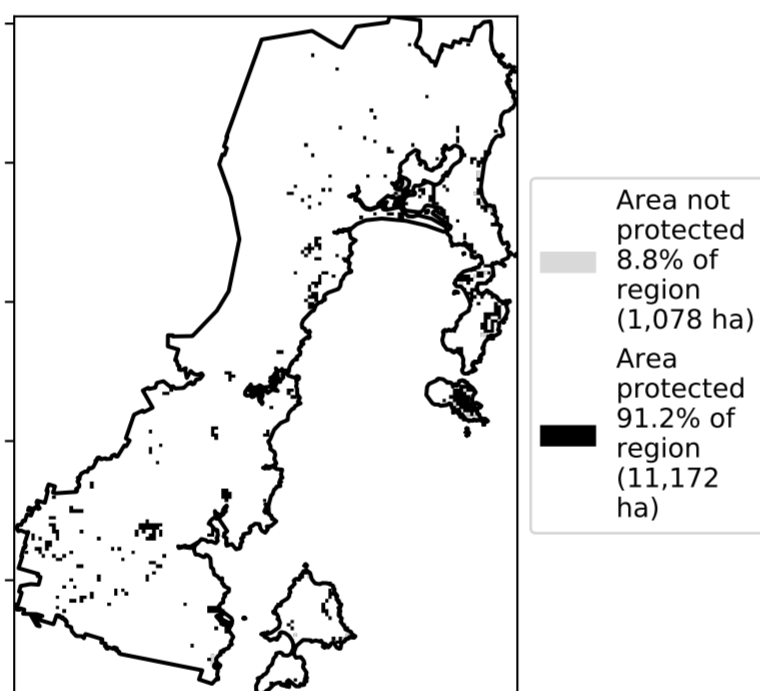 Area not
protected
8.8% of
region
(1,078 ha)
Area
protected
91.2% of
region
(11,172
ha)